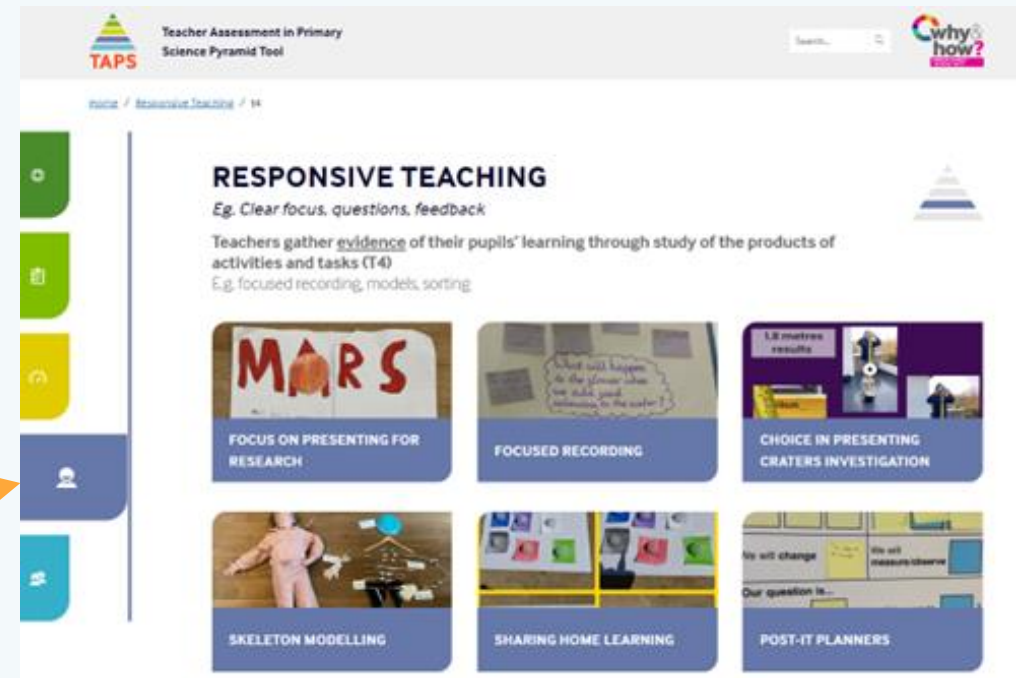 Teacher Assessment in Primary
Science Pyramid Tool
TAPS
Search...
why&
how?
Home / Responsive Teaching / t4
RESPONSIVE TEACHING
Eg. Clear focus, questions, feedback
Teachers gather evidence of their pupils' learning through study of the products of
activities and tasks (T4)
E.g. focused recording, models, sorting
MARS
What will happen
to the
when
we add
to the water?
1.8 metres
results
FOCUS ON PRESENTING FOR
RESEARCH
FOCUSED RECORDING
CHOICE IN PRESENTING
CRATERS INVESTIGATION
We will change
We will
measure/observe
Our question is...
SKELETON MODELLING
SHARING HOME LEARNING
POST-IT PLANNERS